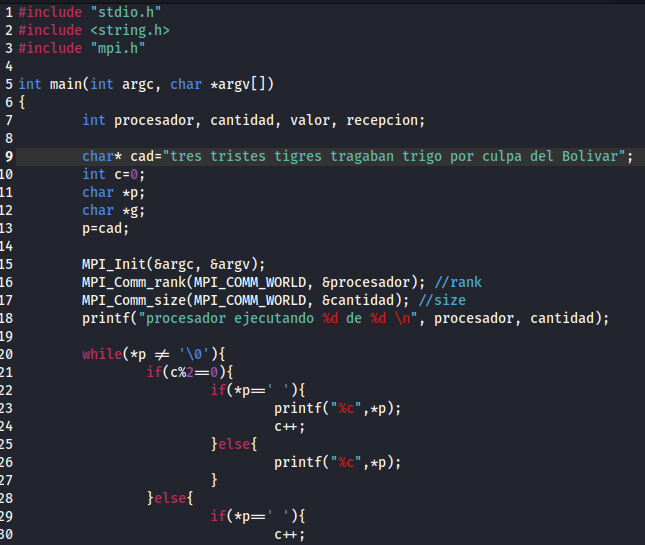 1 #include "stdio.h"
2 #include <string.h>
3 #include "mpi.h"
4
5 int main(int argc, char *argv[])
6 {
7 int procesador, cantidad, valor, recepcion;
8
9 char* cad="tres tristes tigres tragaban trigo por culpa del Bolivar";
10 int c=0;
11 char *p;
12 char *g;
13 p=cad;
14
15 MPI_Init(&argc, &argv);
16 MPI_Comm_rank(MPI_COMM_WORLD, &procesador); //rank
17 MPI_Comm_size(MPI_COMM_WORLD, &cantidad); //size
18 printf("procesador ejecutando %d de %d \n", procesador, cantidad);
19
20 while(*p != '\0'){
21 if(c%2==0){
22 if(*p==' '){
23 printf("%c",*p);
24 c++;
25 }else{
26 printf("%c",*p);
27 }
28 }else{
29 if(*p==' '){
30 c++;